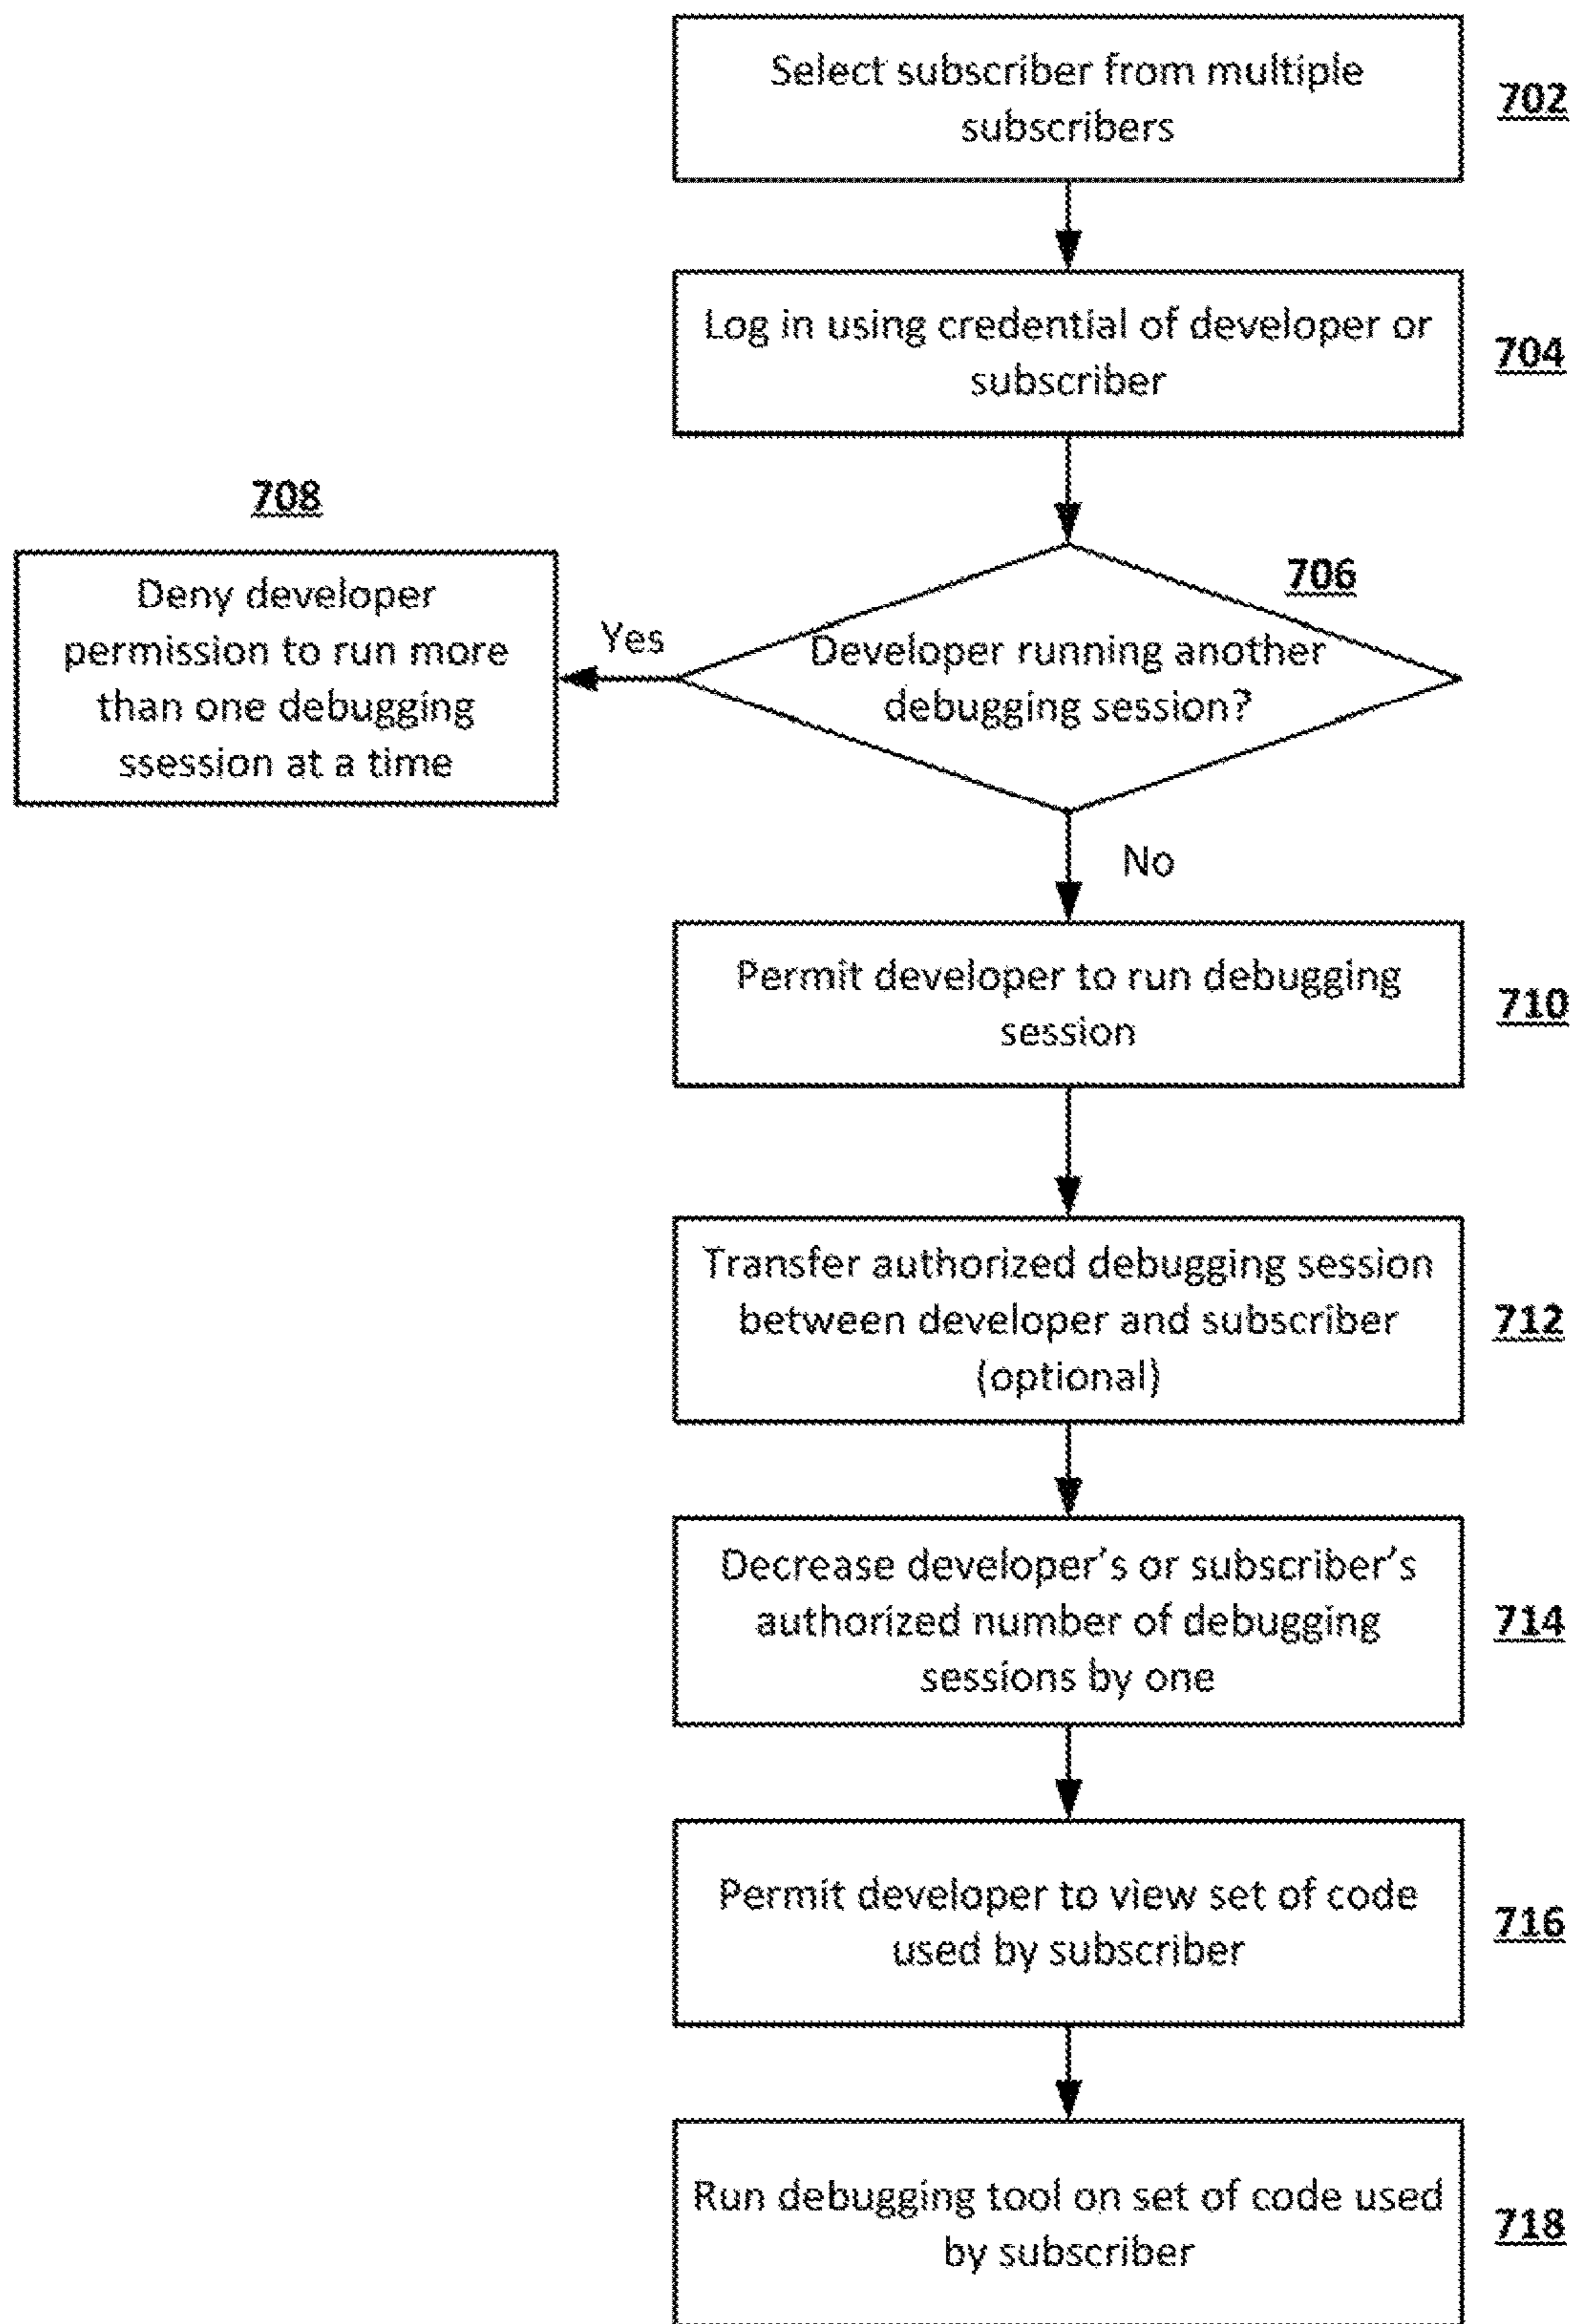 Select subscriber from multiple
subscribers
702
Log in using credential of developer or
subscriber
704
708
Deny developer
permission to run more
than one debugging
ssession at a time
Yes
706
Developer running another
debugging session?
No
Permit developer to run debugging
session
710
Transfer authorized debugging session
between developer and subscriber
(optional)
712
Decrease developer's or subscriber's
authorized number of debugging
sessions by one
714
Permit developer to view set of code
used by subscriber
716
Run debugging tool on set of code used
by subscriber
718